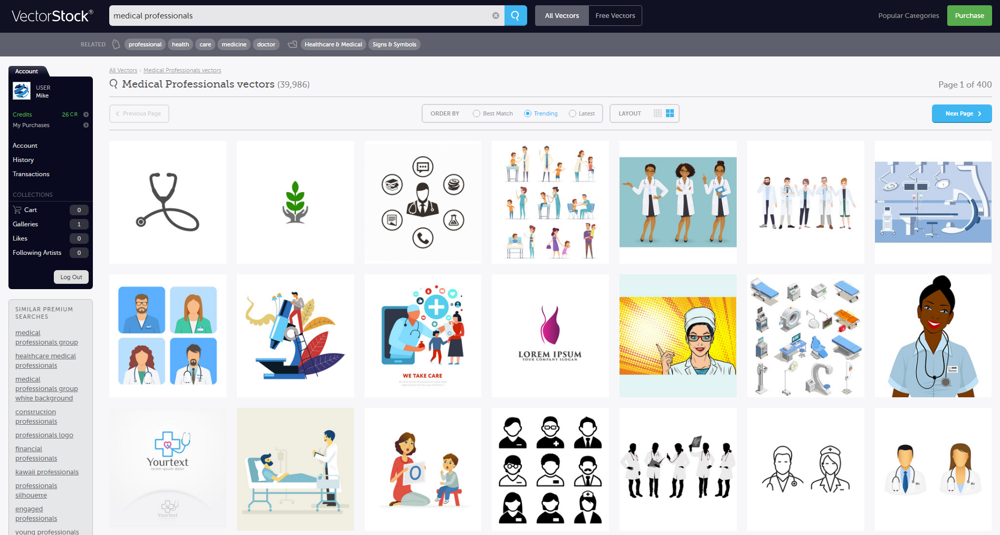 VectorStock®
medical professionals
All Vectors
Free Vectors
Popular Categories
Purchase
RELATED
professional
health
care
medicine
doctor
Healthcare & Medical
Signs & Symbols
Account
USER
Mike
Credits 26 CR
My Purchases
Account
History
Transactions
COLLECTIONS
Cart 0
Galleries 1
Likes 0
Following Artists 0
Log Out
SIMILAR PREMIUM
SEARCHES
medical
professionals group
healthcare medical
professionals
medical
professionals group
white background
construction
professionals
professionals logo
financial
professionals
kawaii professionals
professionals
silhouette
engaged
professionals
young professionals
All Vectors › Medical Professionals vectors
Medical Professionals vectors (39,986)
Page 1 of 400
Previous Page
ORDER BY
Best Match
Trending
Latest
LAYOUT
Next Page
WE TAKE CARE
LOREM IPSUM
YOUR COMPANY SLOGAN
Yourtext
lorem ipsum dolor
Yourtext
O